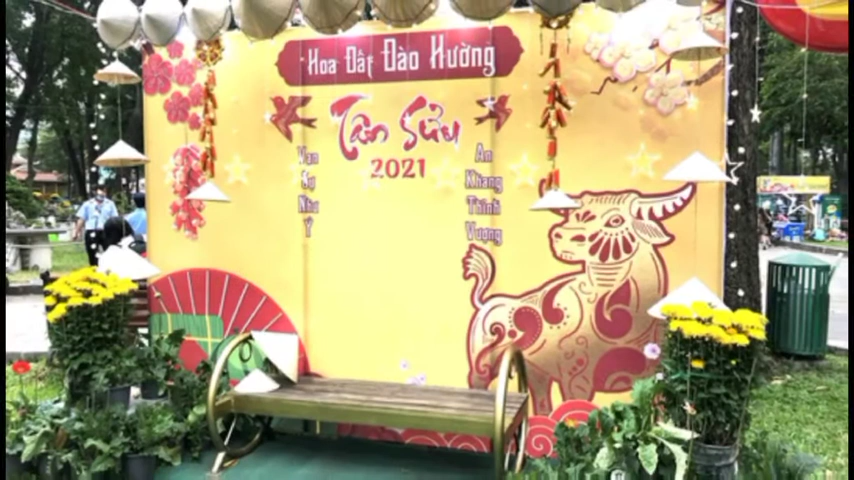 Hoa Đất Đào Hường
Tân Sửu
2021
Vạn
Sự
Như
Ý
An
Khang
Thịnh
Vượng